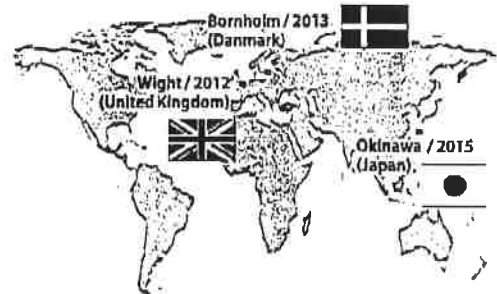 Bornholm / 2013
(Danmark)
Wight / 2012
(United Kingdom)
Okinawa / 2015
(Japan)